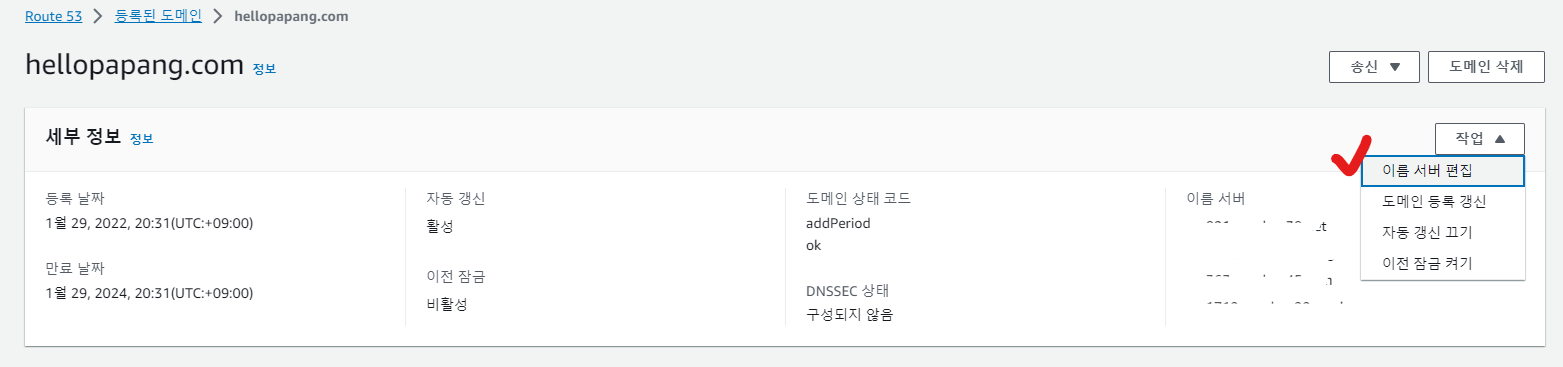 Route 53 > 등록된 도메인 > hellopapang.com
hellopapang.com 정보
송신 ▼
도메인 삭제
세부 정보 정보
작업 ▲
이름 서버 편집
도메인 등록 갱신
자동 갱신 끄기
이전 잠금 켜기
등록 날짜
1월 29, 2022, 20:31(UTC:+09:00)
만료 날짜
1월 29, 2024, 20:31(UTC:+09:00)
자동 갱신
활성
이전 잠금
비활성
도메인 상태 코드
addPeriod
ok
DNSSEC 상태
구성되지 않음
이름 서버